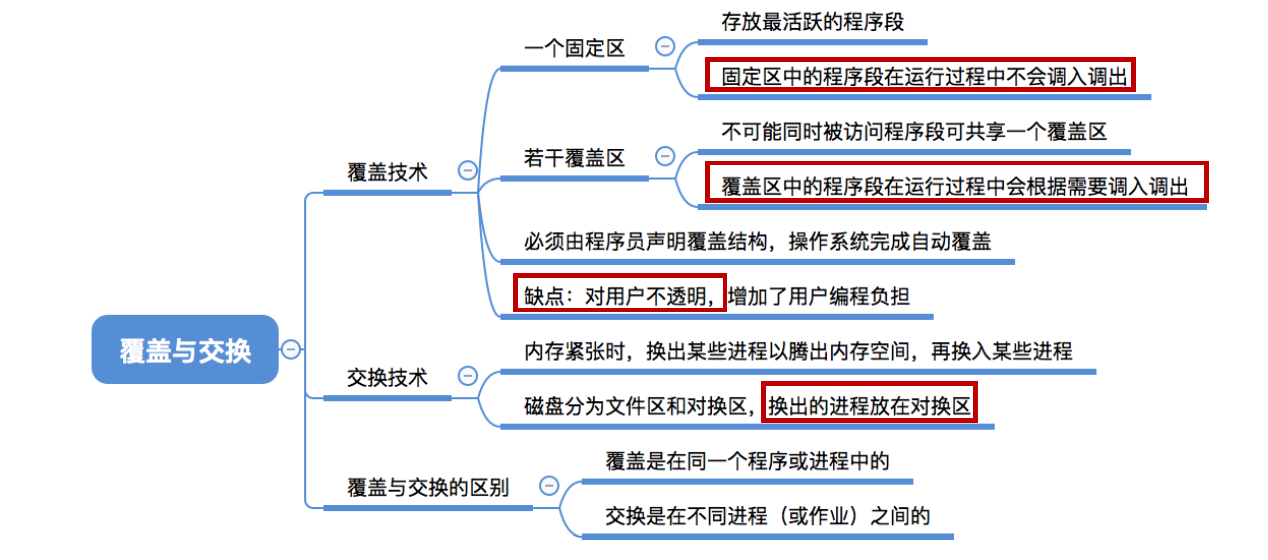 存放最活跃的程序段
一个固定区
固定区中的程序段在运行过程中不会调入调出
不可能同时被访问程序段可共享一个覆盖区
若干覆盖区
覆盖技术
覆盖区中的程序段在运行过程中会根据需要调入调出
必须由程序员声明覆盖结构，操作系统完成自动覆盖
缺点：对用户不透明，增加了用户编程负担
覆盖与交换
内存紧张时，换出某些进程以腾出内存空间，再换入某些进程
交换技术
磁盘分为文件区和对换区，换出的进程放在对换区
覆盖是在同一个程序或进程中的
覆盖与交换的区别
交换是在不同进程（或作业）之间的